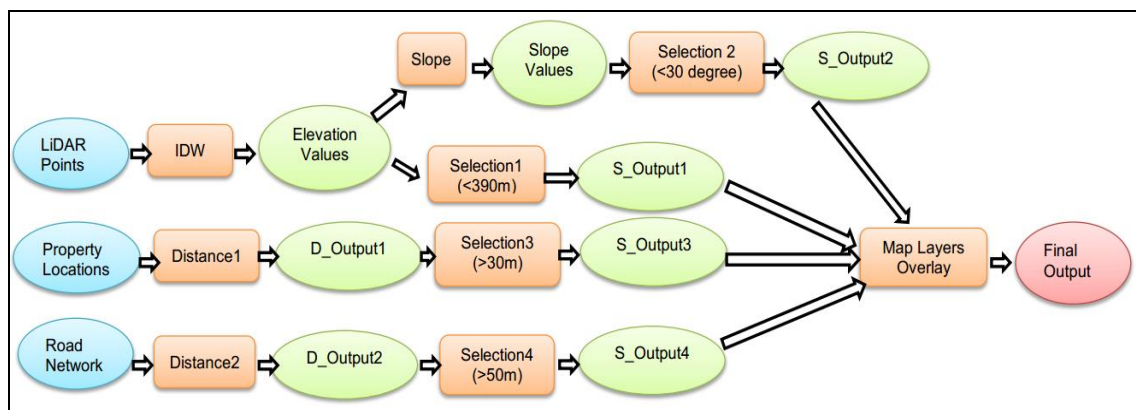 Slope
Slope
Values
Selection 2
(<30 degree)
S_Output2
LiDAR
Points
IDW
Elevation
Values
Selection1
(<390m)
S_Output1
Property
Locations
Distance1
D_Output1
Selection3
(>30m)
S_Output3
Map Layers
Overlay
Final
Output
Road
Network
Distance2
D_Output2
Selection4
(>50m)
S_Output4